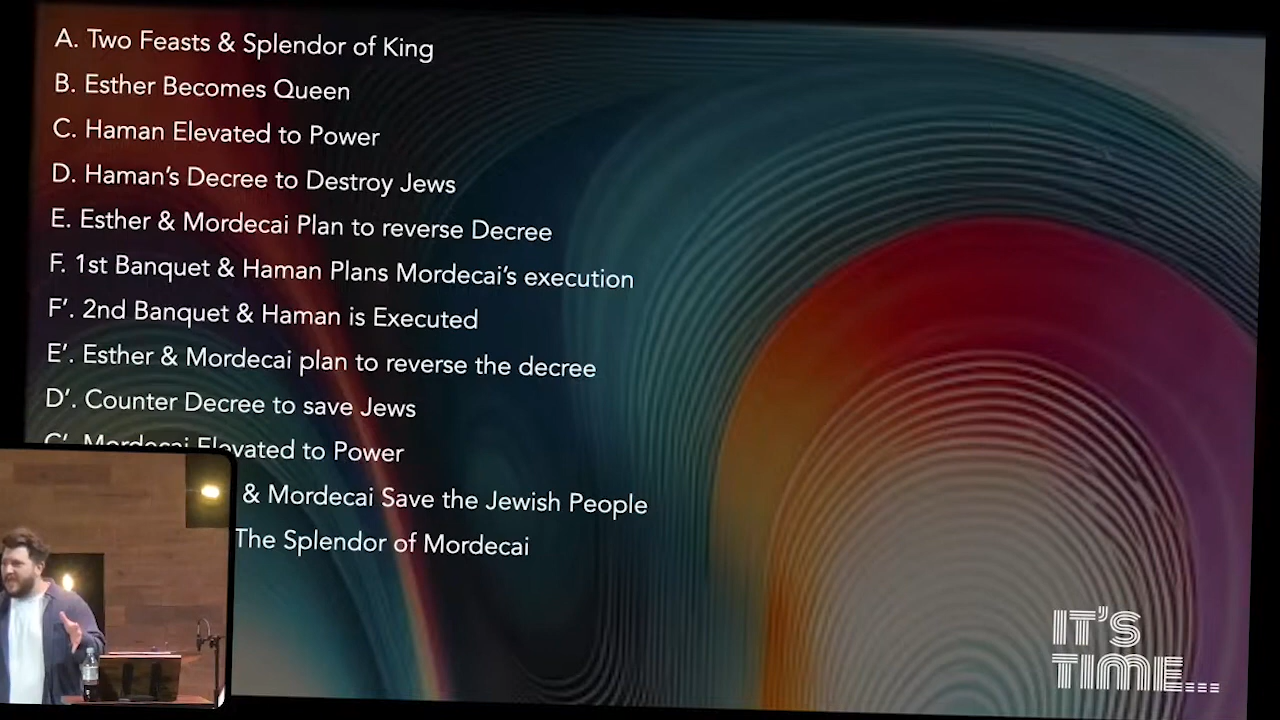 A. Two Feasts & Splendor of King
B. Esther Becomes Queen
C. Haman Elevated to Power
D. Haman's Decree to Destroy Jews
E. Esther & Mordecai Plan to reverse Decree
F. 1st Banquet & Haman Plans Mordecai’s execution
F’. 2nd Banquet & Haman is Executed
E’. Esther & Mordecai plan to reverse the decree
D’. Counter Decree to save Jews
C’. Mordecai Elevated to Power
& Mordecai Save the Jewish People
The Splendor of Mordecai
IT'S
TIME...